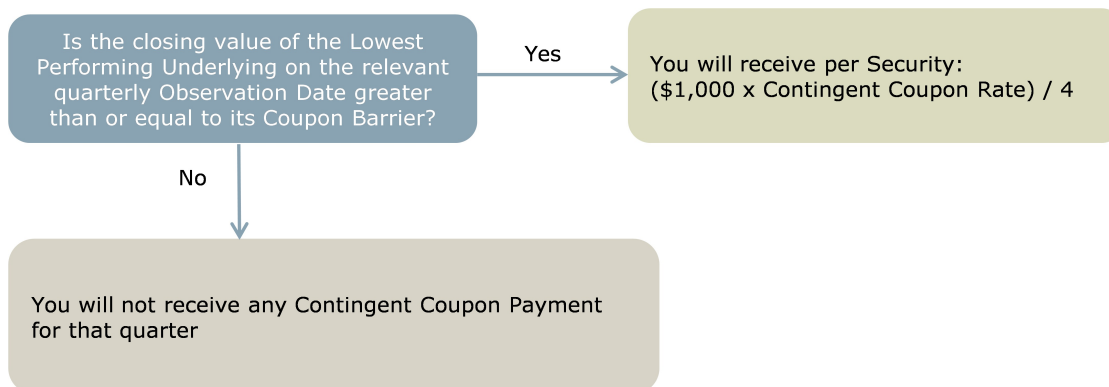 Is the closing value of the Lowest
Performing Underlying on the relevant
quarterly Observation Date greater
than or equal to its Coupon Barrier?
Yes
You will receive per Security:
($1,000 x Contingent Coupon Rate) / 4
No
You will not receive any Contingent Coupon Payment
for that quarter